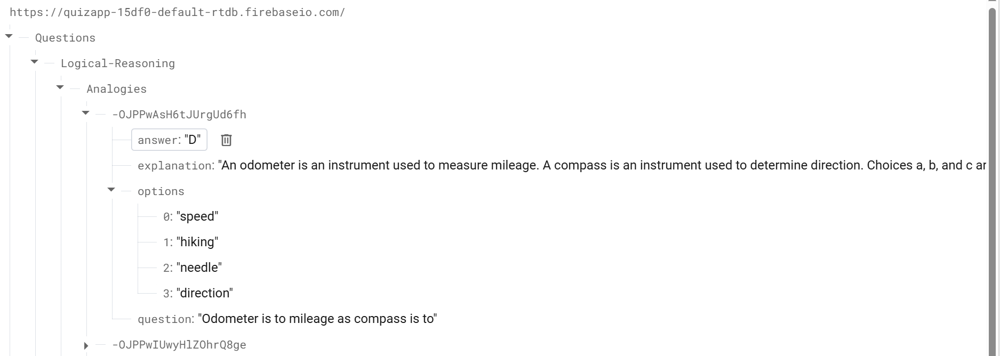 https://quizapp-15df0-default-rtdb.firebaseio.com/
Questions
Logical-Reasoning
Analogies
-OJPPwAsH6tJUrgUd6fh
answer: "D"
explanation: "An odometer is an instrument used to measure mileage. A compass is an instrument used to determine direction. Choices a, b, and c ar
options
0: "speed"
1: "hiking"
2: "needle"
3: "direction"
question: "Odometer is to mileage as compass is to"
-OJPPwIUwyHlZOhrQ8ge